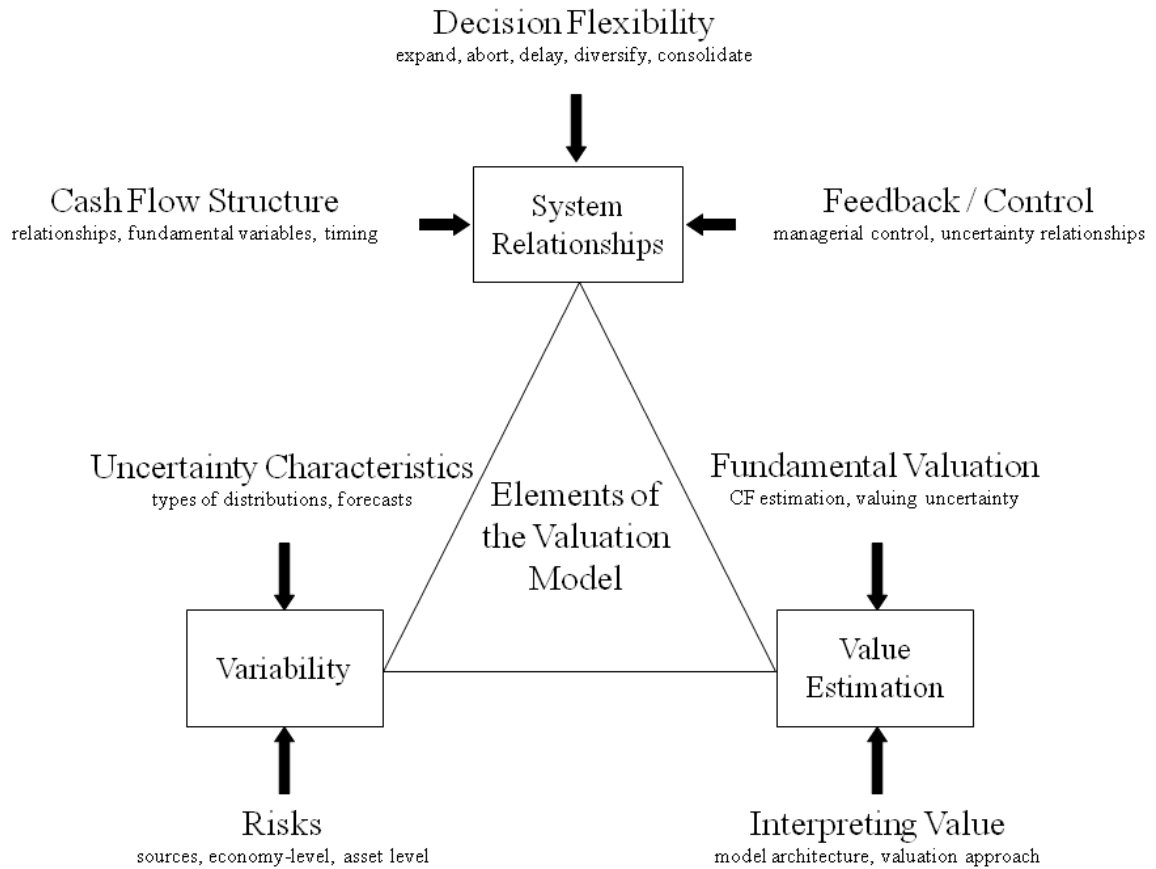 Decision Flexibility
expand, abort, delay, diversify, consolidate
Cash Flow Structure
relationships, fundamental variables, timing
System
Relationships
Feedback / Control
managerial control, uncertainty relationships
Uncertainty Characteristics
types of distributions, forecasts
Fundamental Valuation
CF estimation, valuing uncertainty
Elements of
the Valuation
Model
Variability
Value
Estimation
Risks
sources, economy-level, asset level
Interpreting Value
model architecture, valuation approach